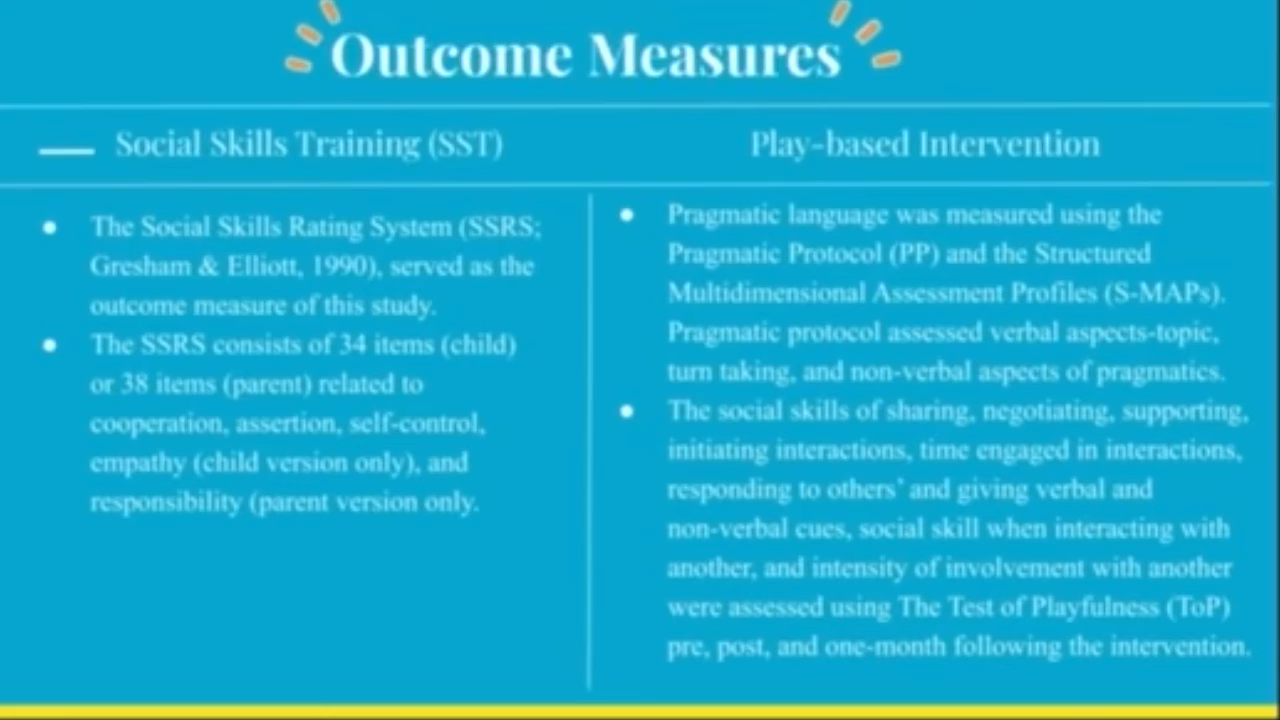 Outcome Measures
Social Skills Training (SST)
Play-based Intervention
● The Social Skills Rating System (SSRS;
Gresham & Elliott, 1990), served as the
outcome measure of this study.
● The SSRS consists of 34 items (child)
or 38 items (parent) related to
cooperation, assertion, self-control,
empathy (child version only), and
responsibility (parent version only.
● Pragmatic language was measured using the
Pragmatic Protocol (PP) and the Structured
Multidimensional Assessment Profiles (S-MAPs).
Pragmatic protocol assessed verbal aspects-topic,
turn taking, and non-verbal aspects of pragmatics.
● The social skills of sharing, negotiating, supporting,
initiating interactions, time engaged in interactions,
responding to others’ and giving verbal and
non-verbal cues, social skill when interacting with
another, and intensity of involvement with another
were assessed using The Test of Playfulness (ToP)
pre, post, and one-month following the intervention.